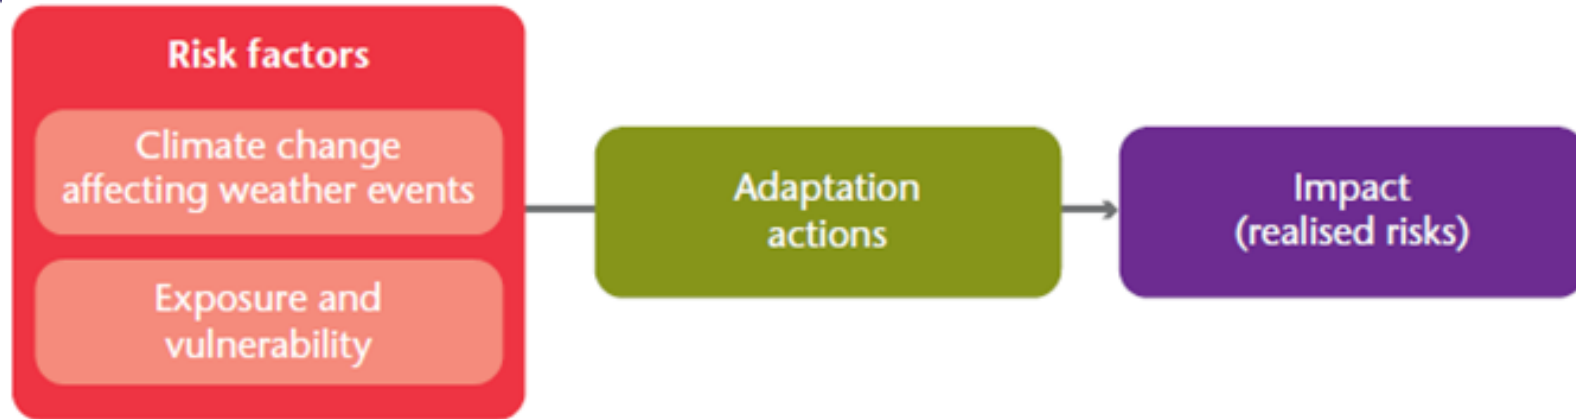 Risk factors
Climate change
affecting weather events
Exposure and
vulnerability
Adaptation
actions
Impact
(realised risks)